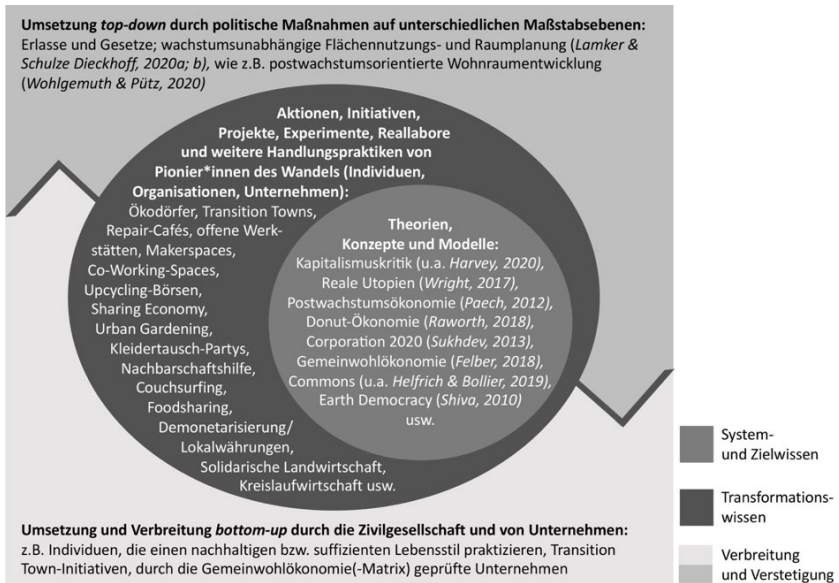 Umsetzung top-down durch politische Maßnahmen auf unterschiedlichen Maßstabsebenen:
Erlasse und Gesetze; wachstumsunabhängige Flächennutzungs- und Raumplanung (Lamker &
Schulze Dieckhoff, 2020a; b), wie z.B. postwachstumsorientierte Wohnraumentwicklung
(Wohlgemuth & Pütz, 2020)
Aktionen, Initiativen,
Projekte, Experimente, Reallabore
und weitere Handlungspraktiken von
Pionier*innen des Wandels (Individuen,
Organisationen, Unternehmen):
Ökodörfer, Transition Towns,
Repair-Cafés, offene Werk-
stätten, Makerspaces,
Co-Working-Spaces,
Upcycling-Börsen,
Sharing Economy,
Urban Gardening,
Kleidertausch-Partys,
Nachbarschaftshilfe,
Couchsurfing,
Foodsharing,
Demonetarisierung/
Lokalwährungen,
Solidarische Landwirtschaft,
Kreislaufwirtschaft usw.
Theorien,
Konzepte und Modelle:
Kapitalismuskritik (u.a. Harvey, 2020),
Reale Utopien (Wright, 2017),
Postwachstumsökonomie (Paech, 2012),
Donut-Ökonomie (Raworth, 2018),
Corporation 2020 (Sukhdev, 2013),
Gemeinwohlökonomie (Felber, 2018),
Commons (u.a. Helfrich & Bollier, 2019),
Earth Democracy (Shiva, 2010)
usw.
Umsetzung und Verbreitung bottom-up durch die Zivilgesellschaft und von Unternehmen:
z.B. Individuen, die einen nachhaltigen bzw. suffizienten Lebensstil praktizieren, Transition
Town-Initiativen, durch die Gemeinwohlökonomie(-Matrix) geprüfte Unternehmen
System-
und Zielwissen
Transformations-
wissen
Verbreitung
und Verstetigung